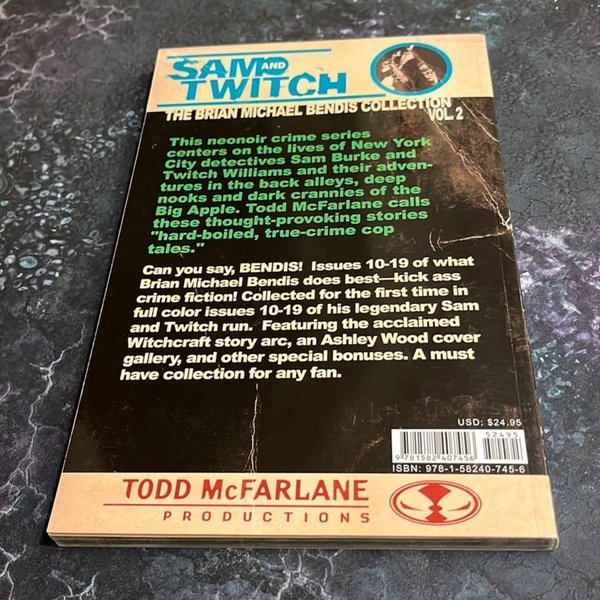 SAM AND
TWITCH
THE BRIAN MICHAEL BENDIS COLLECTION
VOL. 2
This neonoir crime series
centers on the lives of New York
City detectives Sam Burke and
Twitch Williams and their adven-
tures in the back alleys, deep
nooks and dark crannies of the
Big Apple. Todd McFarlane calls
these thought-provoking stories
"hard-boiled, true-crime cop
tales."
Can you say, BENDIS! Issues 10-19 of what
Brian Michael Bendis does best—kick ass
crime fiction! Collected for the first time in
full color issues 10-19 of his legendary Sam
and Twitch run. Featuring the acclaimed
Witchcraft story arc, an Ashley Wood cover
gallery, and other special bonuses. A must
have collection for any fan.
USD: $24.95
52495
9 781582 407456
ISBN: 978-1-58240-745-6
TODD McFARLANE
PRODUCTIONS